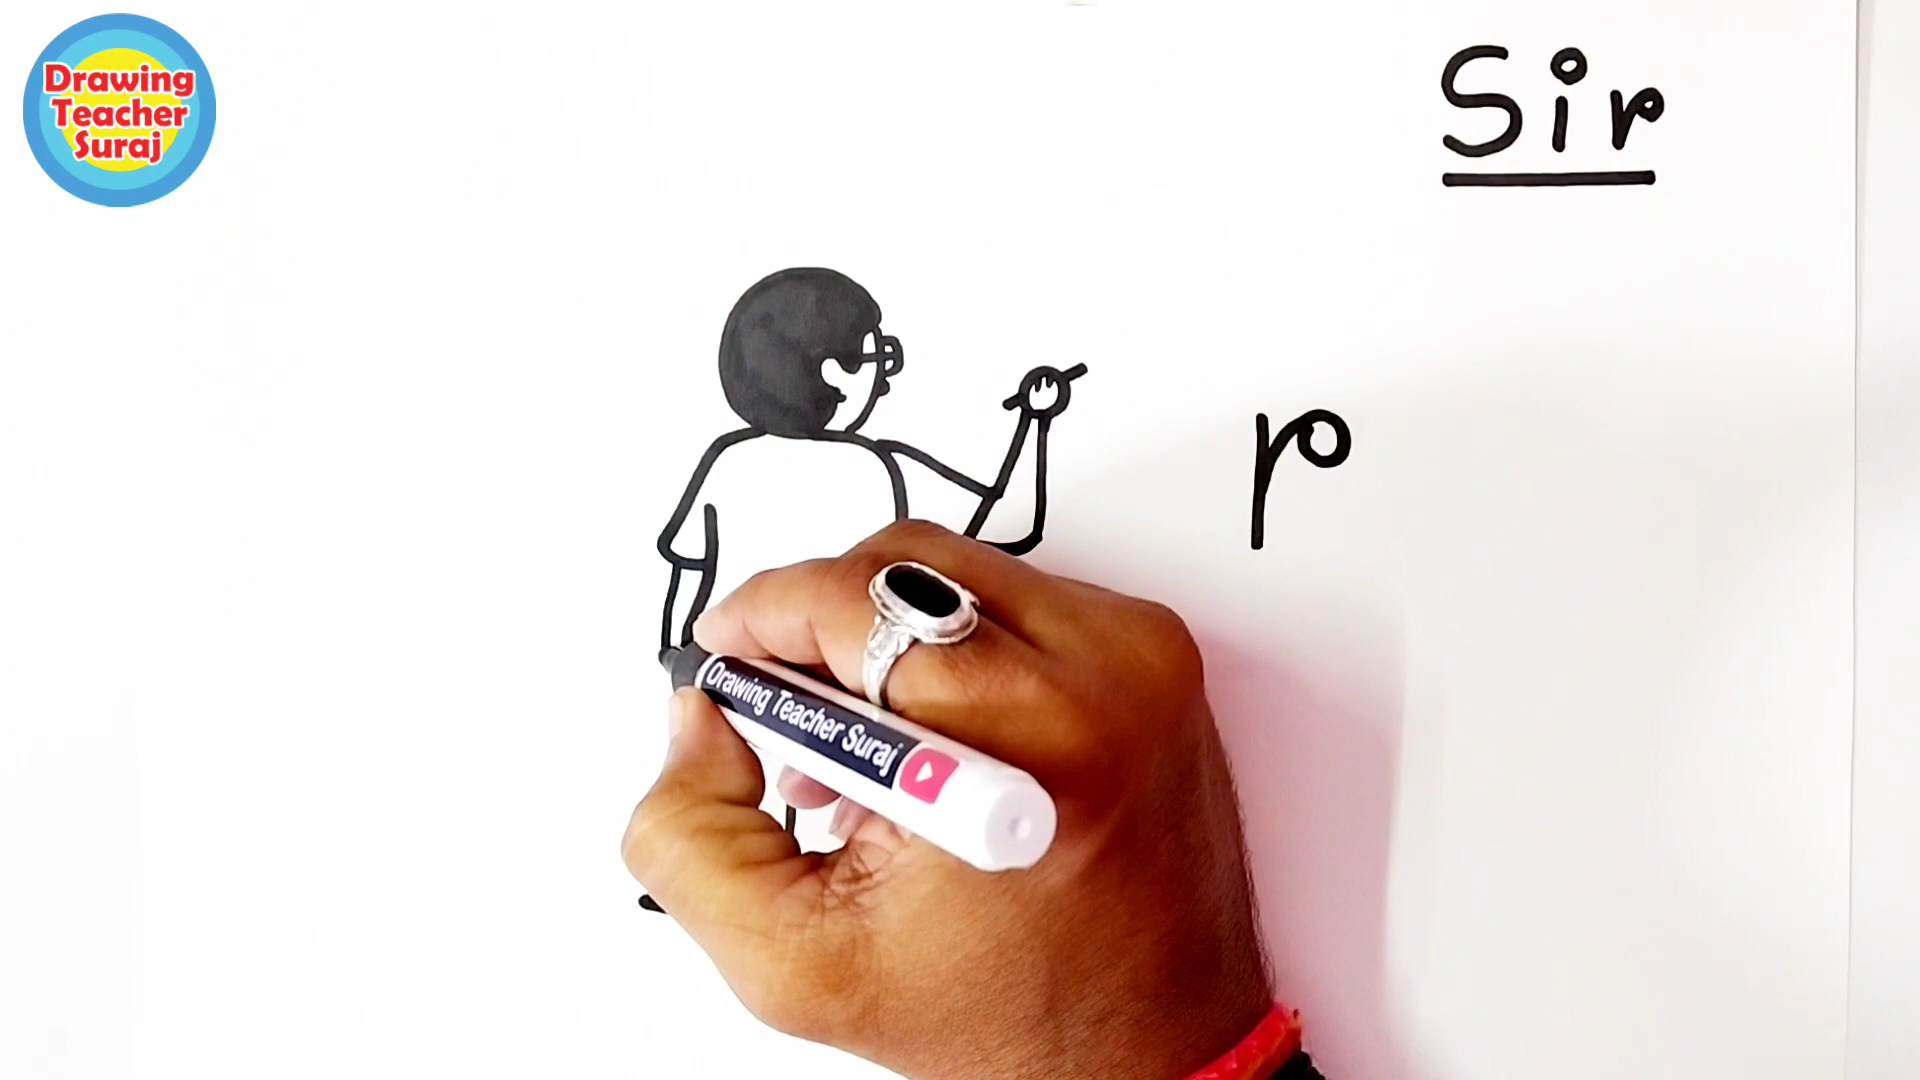 Drawing
Teacher
Suraj
Sir
r
Drawing Teacher Suraj